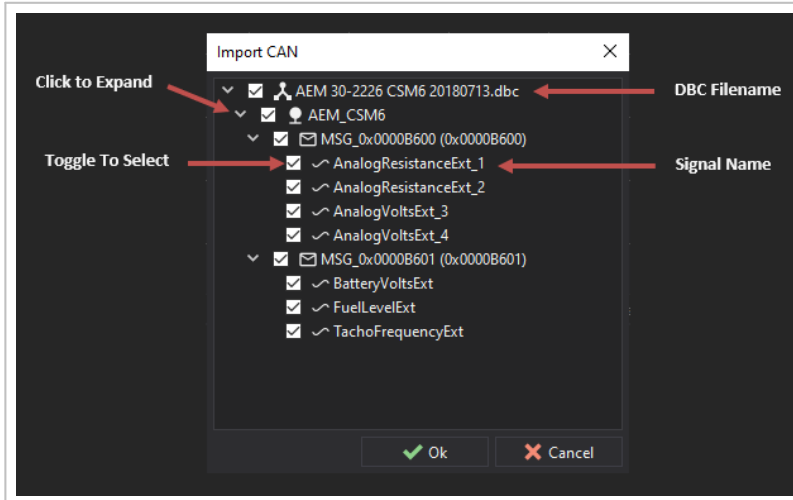 Import CAN
Click to Expand
AEM 30-2226 CSM6 20180713.dbc
DBC Filename
AEM_CSM6
MSG_0x0000B600 (0x0000B600)
Toggle To Select
AnalogResistanceExt_1
Signal Name
AnalogResistanceExt_2
AnalogVoltsExt_3
AnalogVoltsExt_4
MSG_0x0000B601 (0x0000B601)
BatteryVoltsExt
FuelLevelExt
TachoFrequencyExt
Ok
Cancel